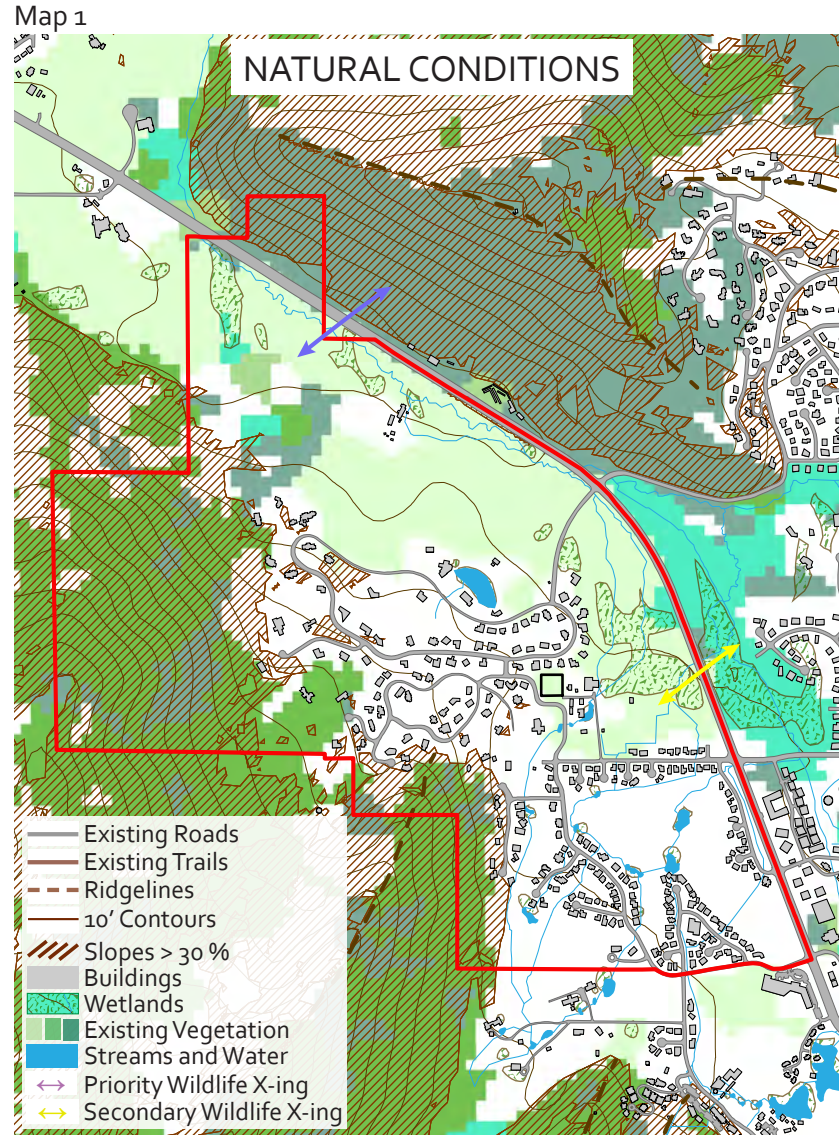 Map 1
NATURAL CONDITIONS
Existing Roads
Existing Trails
Ridgelines
10' Contours
Slopes > 30 %
Buildings
Wetlands
Existing Vegetation
Streams and Water
Priority Wildlife X-ing
Secondary Wildlife X-ing